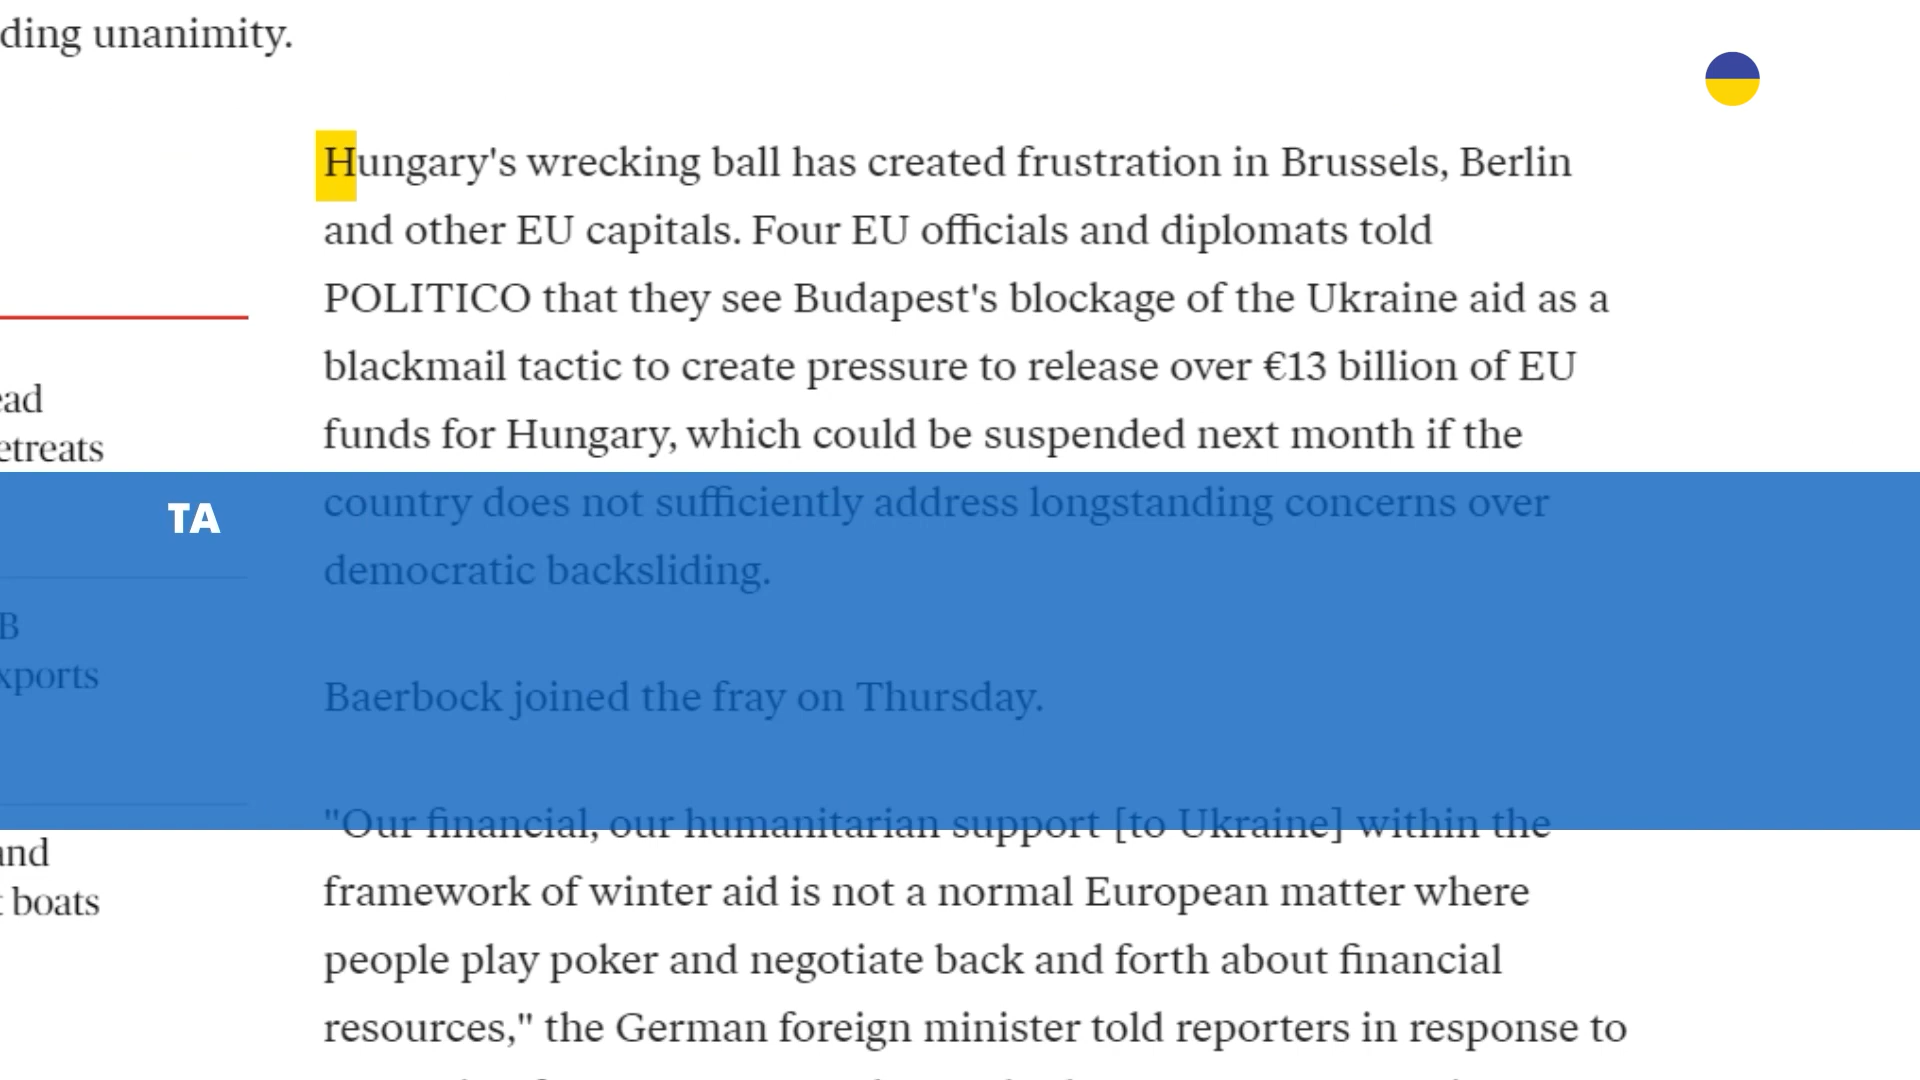 ding unanimity.
Hungary's wrecking ball has created frustration in Brussels, Berlin
and other EU capitals. Four EU officials and diplomats told
POLITICO that they see Budapest's blockage of the Ukraine aid as a
blackmail tactic to create pressure to release over €13 billion of EU
funds for Hungary, which could be suspended next month if the
country does not sufficiently address longstanding concerns over
democratic backsliding.
Baerbock joined the fray on Thursday.
"Our financial, our humanitarian support [to Ukraine] within the
framework of winter aid is not a normal European matter where
people play poker and negotiate back and forth about financial
resources," the German foreign minister told reporters in response to
ead
etreats
TA
B
xports
and
boats